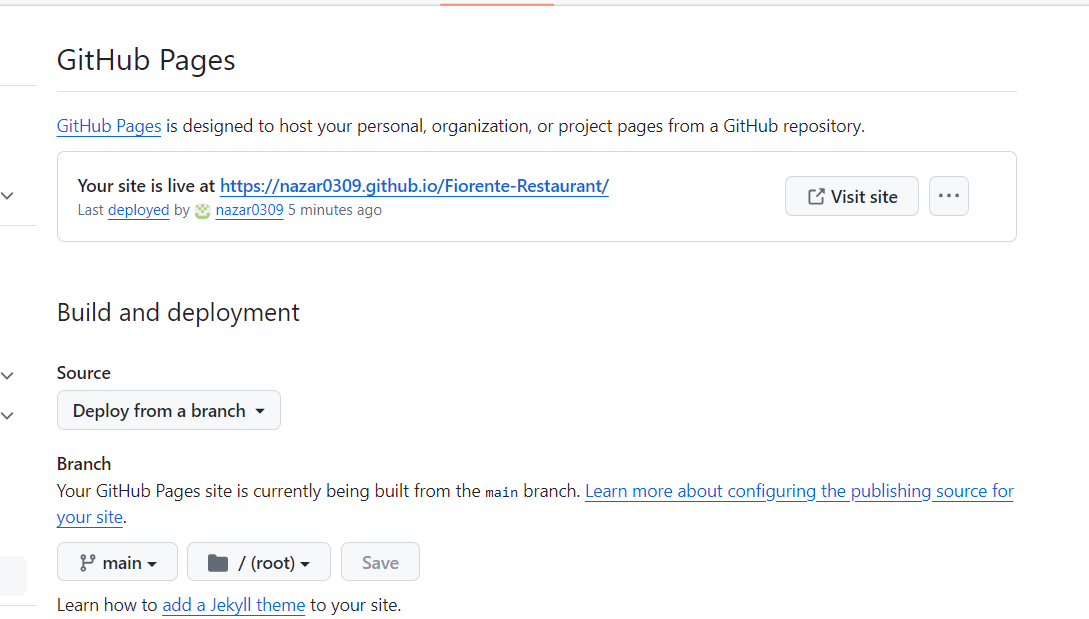 GitHub Pages
GitHub Pages is designed to host your personal, organization, or project pages from a GitHub repository.
Your site is live at https://nazar0309.github.io/Fiorente-Restaurant/
Last deployed by nazar0309 5 minutes ago
Visit site
Build and deployment
Source
Deploy from a branch
Branch
Your GitHub Pages site is currently being built from the main branch. Learn more about configuring the publishing source for
your site.
main
/ (root)
Save
Learn how to add a Jekyll theme to your site.